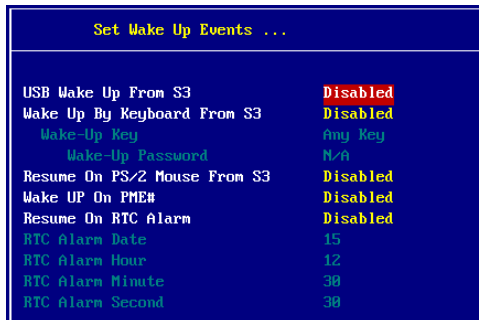 Set Wake Up Events ...
USB Wake Up From S3 Disabled
Wake Up By Keyboard From S3 Disabled
Wake-Up Key Any Key
Wake-Up Password N/A
Resume On PS/2 Mouse From S3 Disabled
Wake UP On PME# Disabled
Resume On RTC Alarm Disabled
RTC Alarm Date 15
RTC Alarm Hour 12
RTC Alarm Minute 30
RTC Alarm Second 30